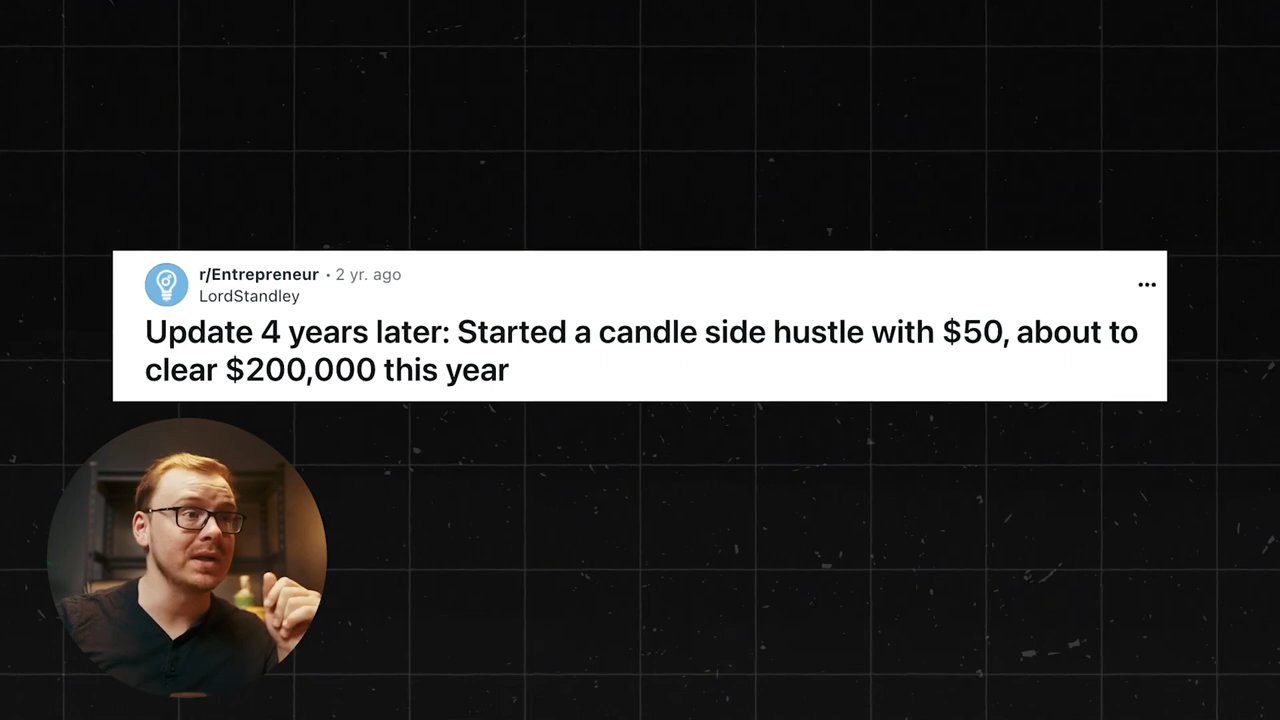 r/Entrepreneur • 2 yr. ago
LordStandley
Update 4 years later: Started a candle side hustle with $50, about to
clear $200,000 this year